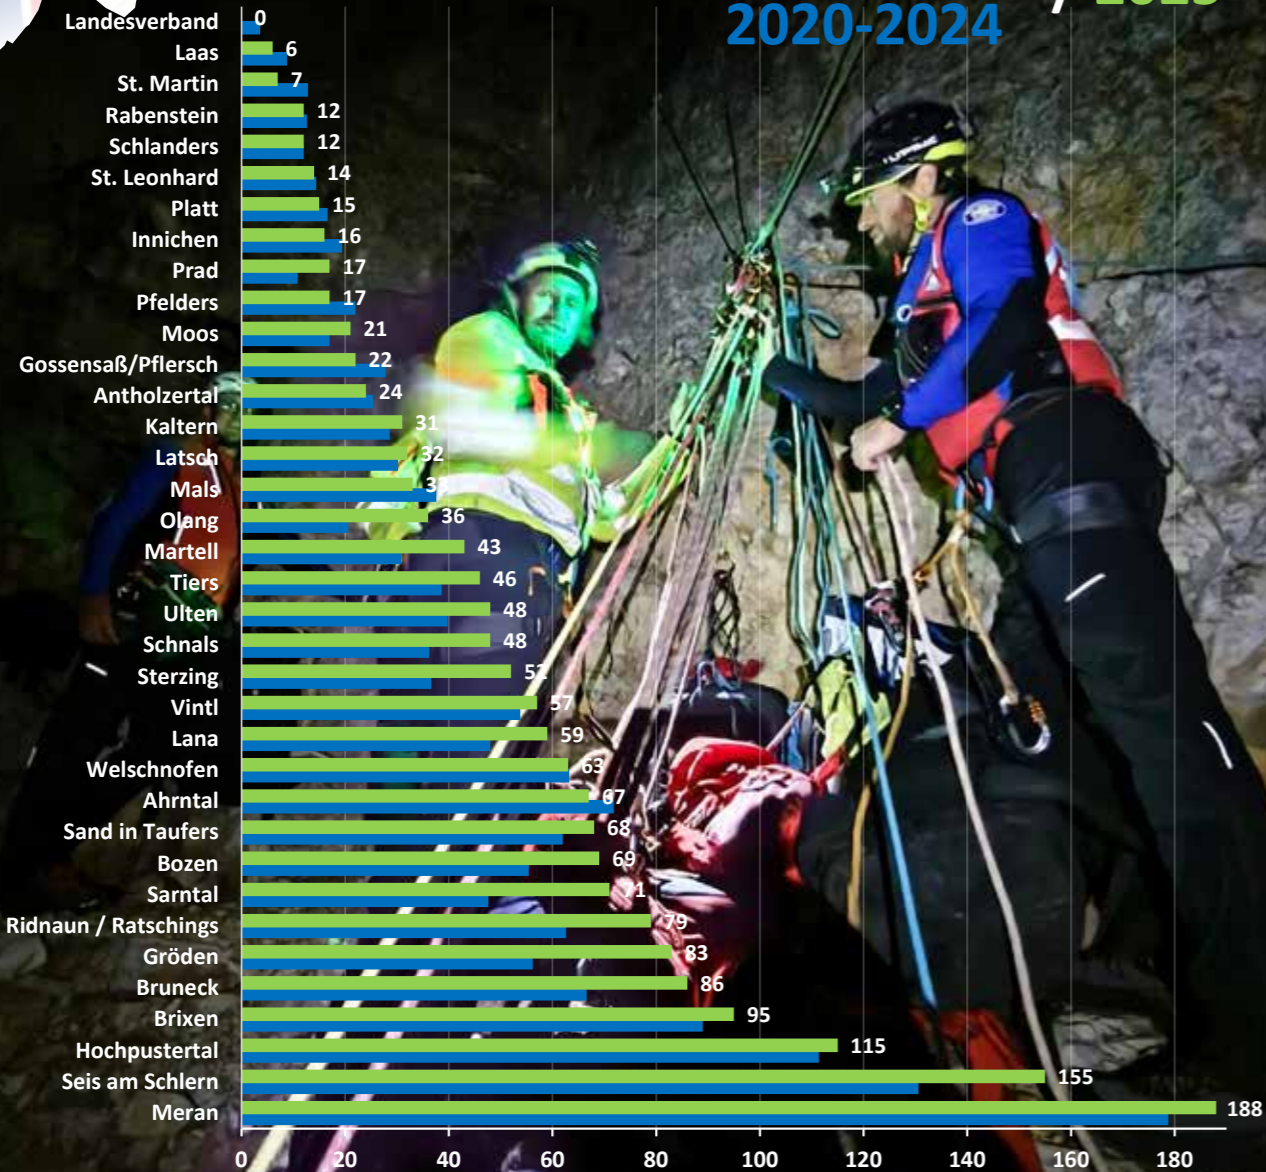 2020-2024
Landesverband 0
Laas 6
St. Martin 7
Rabenstein 12
Schlanders 12
St. Leonhard 14
Platt 15
Innichen 16
Prad 17
Pfelders 17
Moos 21
Gossensaß/Pflersch 22
Antholzertal 24
Kaltern 31
Latsch 32
Mals
Olang 36
Martell 43
Tiers 46
Ulten 48
Schnals 48
Sterzing 52
Vintl 57
Lana 59
Welschnofen 63
Ahrntal 67
Sand in Taufers 68
Bozen 69
Sarntal 71
Ridnaun / Ratschings 79
Gröden 83
Bruneck 86
Brixen 95
Hochpustertal 115
Seis am Schlern 155
Meran 188
0 20 40 60 80 100 120 140 160 180